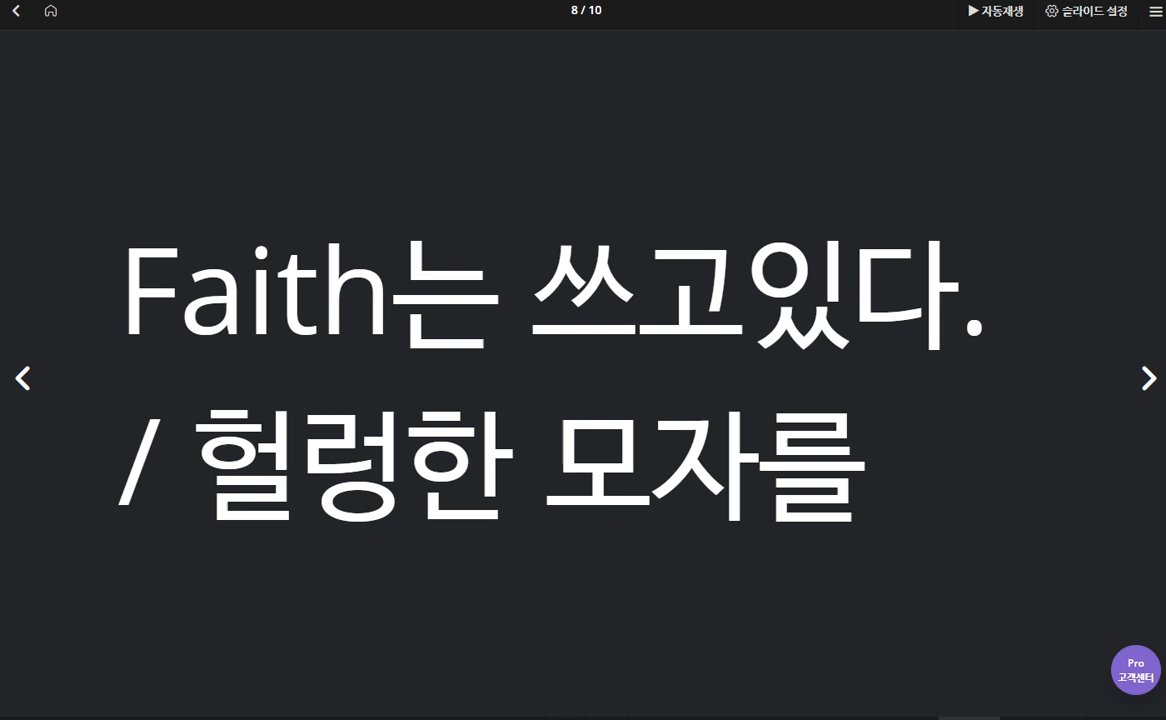 8 / 10
▶ 자동재생
슬라이드 설정
Faith는 쓰고있다.
/ 헐렁한 모자를
Pro
고객센터